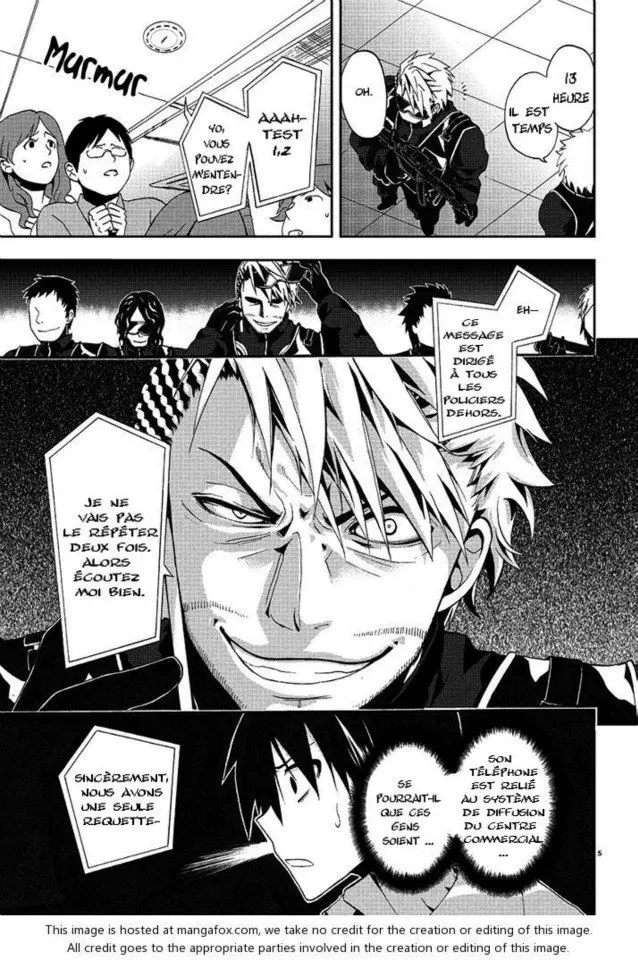 13
HEURE
IL EST
TEMPS
OH.
Murmur
AAAH-
TEST
1,2
YO,
VOUS
POUVEZ
M'ENTEN-
DRE?
EH-
CE
MESSAGE
EST
DIRIGÉ
À TOUS
LES
POLICIERS
DEHORS.
JE NE
VAIS PAS
LE RÉPÉTER
DEUX FOIS.
ALORS
ÉCOUTEZ
MOI BIEN.
SON
TÉLÉPHONE
EST RELIÉ
AU SYSTÈME
DE DIFFUSION
DU CENTRE
COMMERCIAL
...
SE
POURRAIT-IL
QUE CES
GENS
SOIENT ...
SINCÈREMENT,
NOUS AVONS
UNE SEULE
REQUETTE-
5
This image is hosted at mangafox.com, we take no credit for the creation or editing of this image.
All credit goes to the appropriate parties involved in the creation or editing of this image.